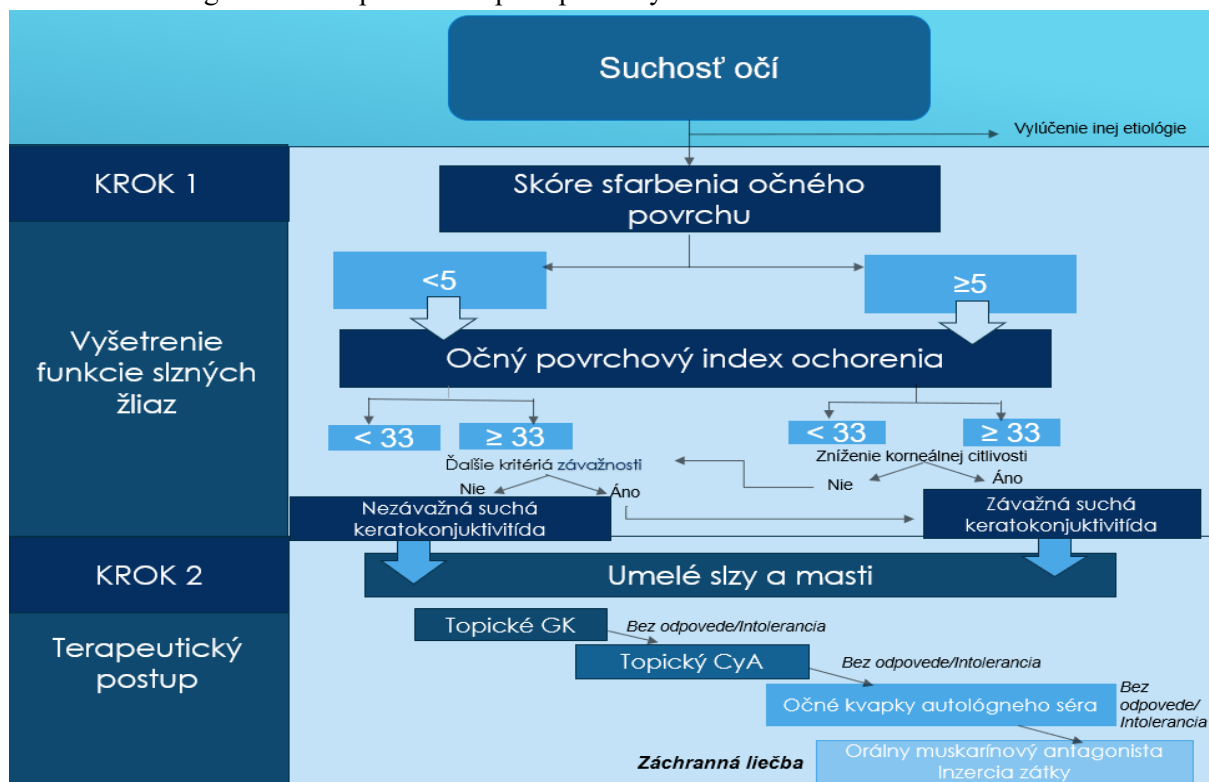 Suchosť očí
Vylúčenie inej etiológie
KROK 1
Skóre sfarbenia očného
povrchu
<5
≥5
Vyšetrenie
funkcie slzných
žliaz
Očný povrchový index ochorenia
< 33
≥ 33
< 33
≥ 33
Ďalšie kritériá závažnosti
Zníženie korneálnej citlivosti
Nie
Áno
Nie
Áno
Nezávažná suchá
keratokonjuktivitída
Závažná suchá
keratokonjuktivitída
KROK 2
Umelé slzy a masti
Terapeutický
postup
Topické GK
Bez odpovede/Intolerancia
Topický CyA
Bez odpovede/Intolerancia
Očné kvapky autológneho séra
Bez
odpovede/
Intolerancia
Záchranná liečba
Orálny muskarínový antagonista
Inzercia zátky